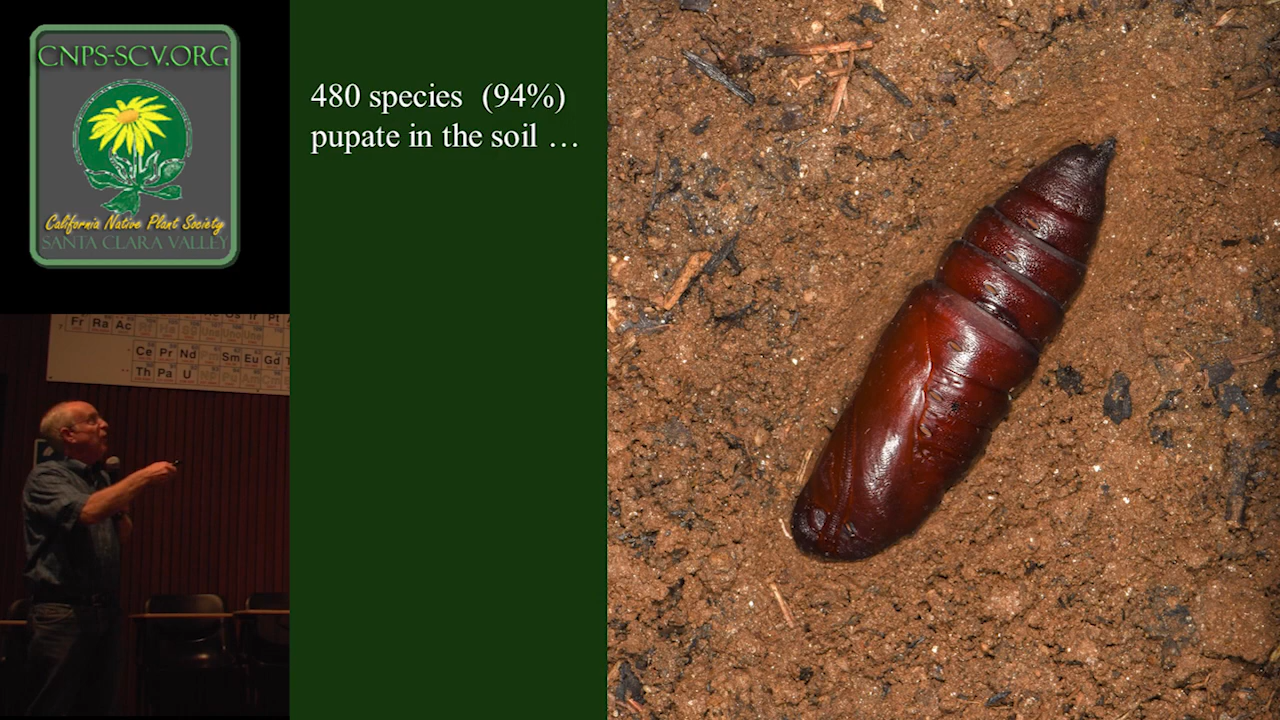 CNPS-SCV.ORG
California Native Plant Society
SANTA CLARA VALLEY
480 species (94%)
pupate in the soil …
Fr Ra Ac
Ce Pr Nd Sm Eu Gd
Th Pa U